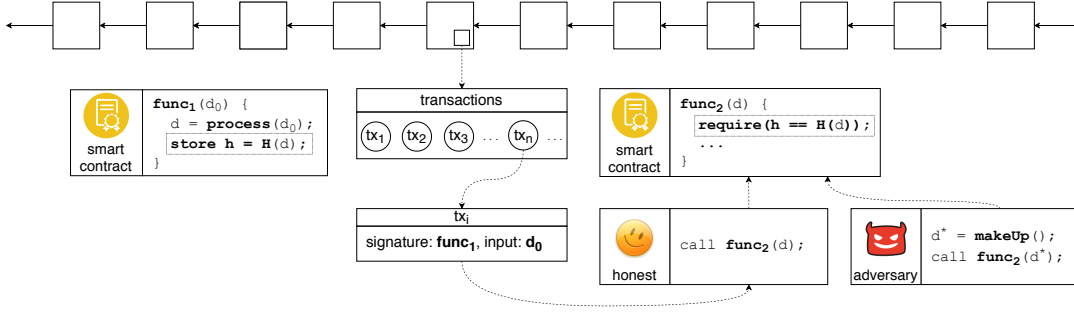 smart
contract
func1(d0) {
d = process(d0);
store h = H(d);
}
transactions
tx1 tx2 tx3 ... txn ...
txi
signature: func1, input: d0
smart
contract
func2(d) {
require(h == H(d));
...
}
honest
call func2(d);
adversary
d* = makeUp();
call func2(d*);